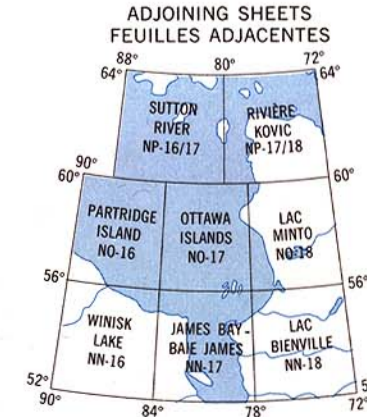 ADJOINING SHEETS
FEUILLES ADJACENTES
88° 80° 72°
64° 64°
SUTTON
RIVER
NP-16/17
RIVIÈRE
KOVIC
NP-17/18
90°
60° 60°
PARTRIDGE
ISLAND
NO-16
OTTAWA
ISLANDS
NO-17
LAC
MINTO
NO-18
56° 56°
WINISK
LAKE
NN-16
JAMES BAY-
BAIE JAMES
NN-17
LAC
BIENVILLE
NN-18
52°
90° 84° 78° 72°